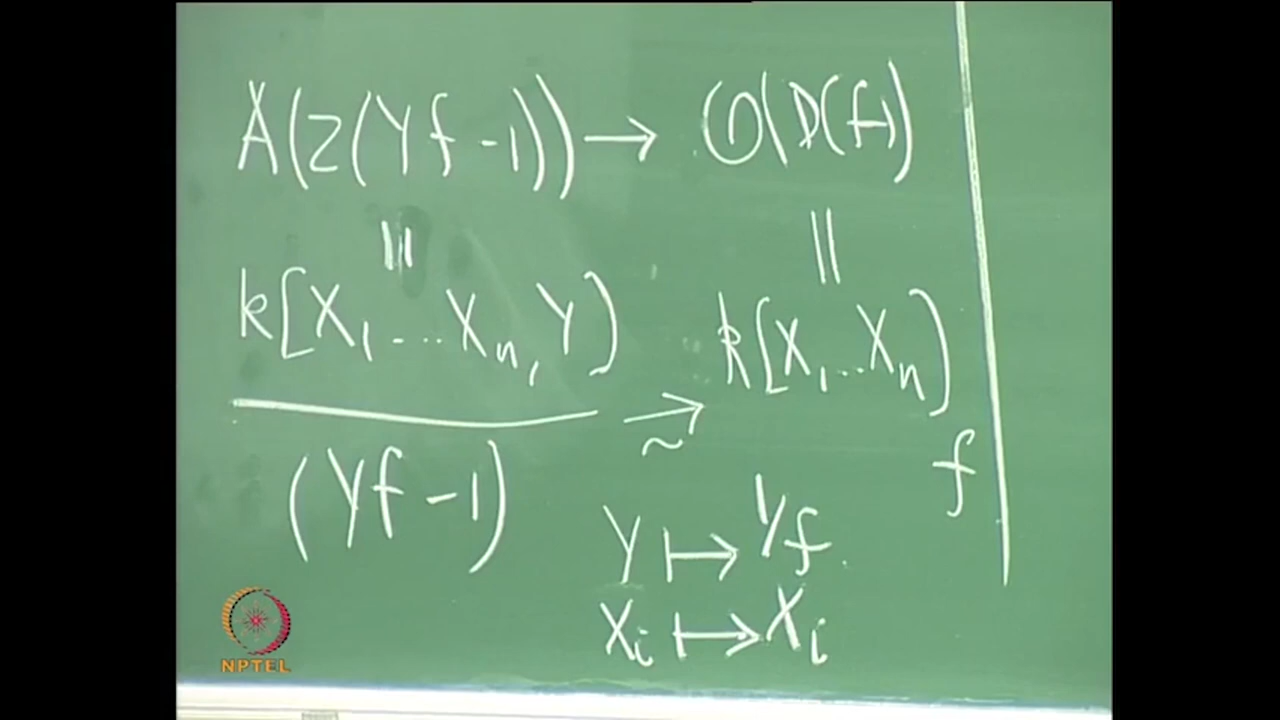 A(Z(Yf-1)) → O(D(f))
|| ||
k[X₁...Xₙ, Y] ~→ k[X₁...Xₙ]f
(Yf-1)
Y ↦ 1/f
Xᵢ ↦ Xᵢ
NPTEL